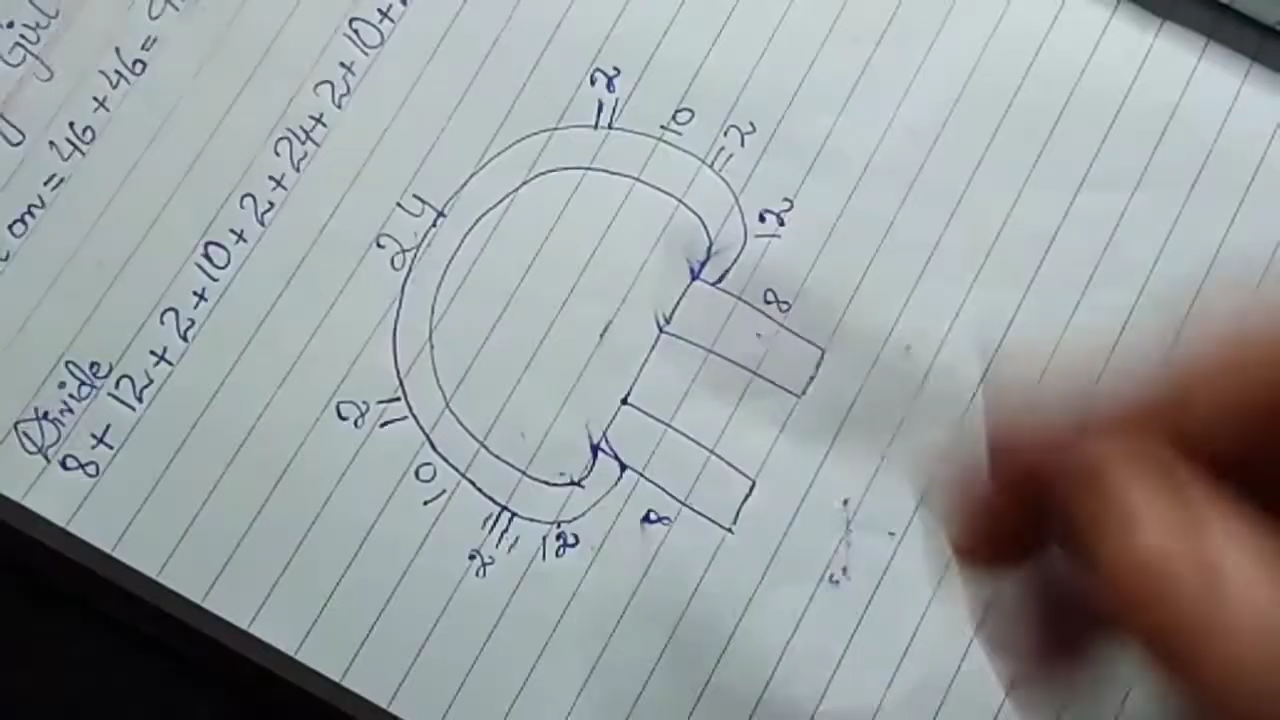 Girl
on = 46 + 46 =
Divide
8 + 12 + 2 + 10 + 2 + 24 + 2 + 10 +
= 2
10
= 2
12
8
24
2 =
10
2
12
8